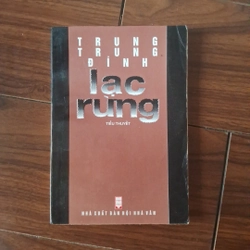 TRUNG
TRUNG
ĐỈNH
lạc
rừng
TIỂU THUYẾT
NHÀ XUẤT BẢN HỘI NHÀ VĂN